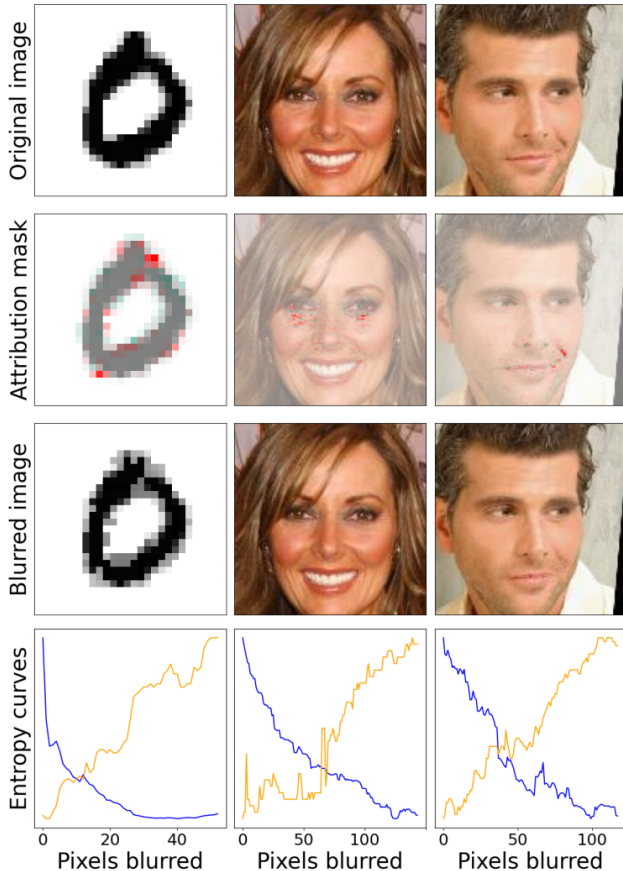 Original image
Attribution mask
Blurred image
Entropy curves
0 20 40
0 50 100
0 50 100
Pixels blurred
Pixels blurred
Pixels blurred